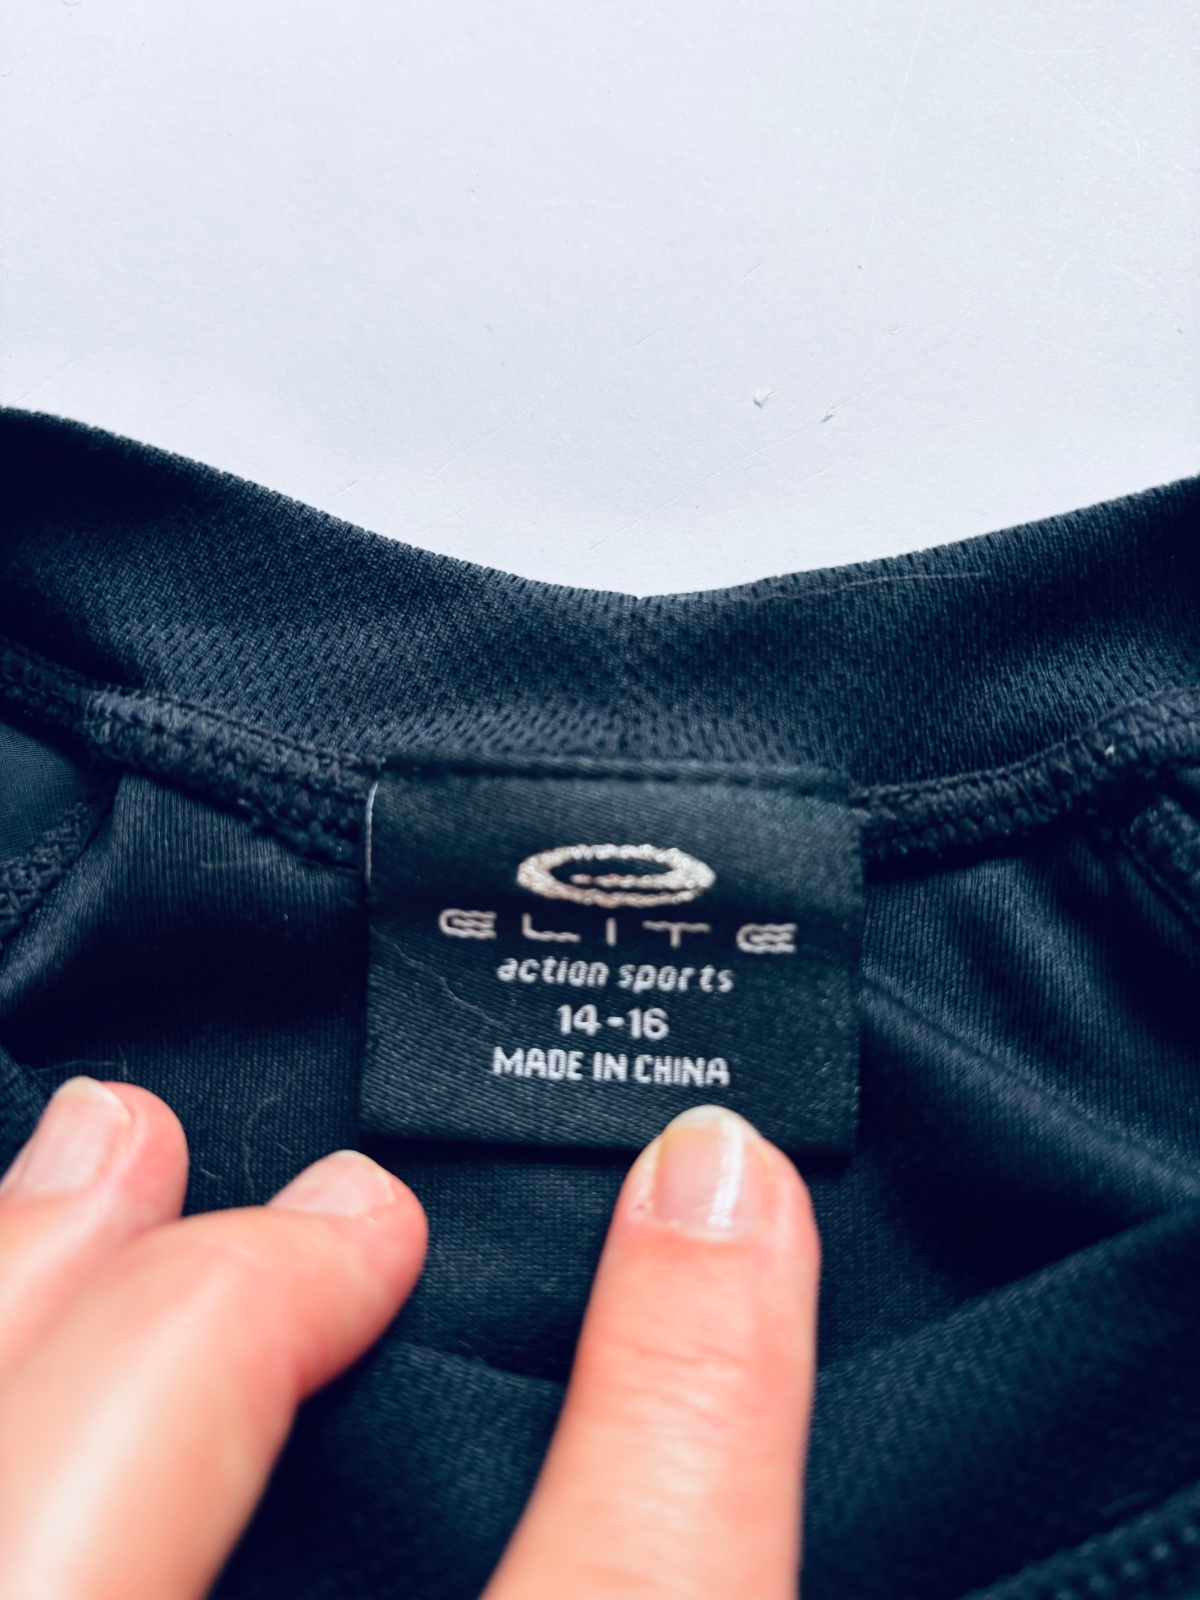 ELITE
action sports
14-16
MADE IN CHINA